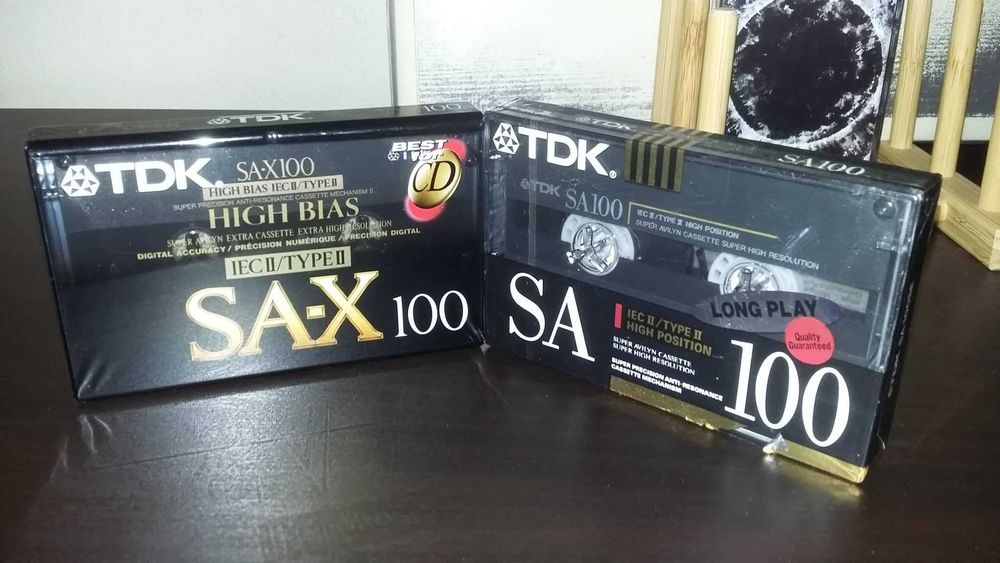 TDK
100
TDK®
SA-X100
HIGH BIAS IEC II/TYPE II
SUPER PRECISION ANTI-RESONANCE CASSETTE MECHANISM II
HIGH BIAS
SUPER AVILYN EXTRA CASSETTE EXTRA HIGH RESOLUTION
DIGITAL ACCURACY / PRÉCISION NUMÉRIQUE / PRECISION DIGITAL
IEC II/TYPE II
SA-X 100
BEST
FOR
CD
TDK
SA100
TDK®
SA100
IEC II/TYPE II HIGH POSITION
SUPER AVILYN CASSETTE SUPER HIGH RESOLUTION
LONG PLAY
Quality
Guaranteed
SA
IEC II/TYPE II
HIGH POSITION
SUPER AVILYN CASSETTE
SUPER HIGH RESOLUTION
SUPER PRECISION ANTI-RESONANCE
CASSETTE MECHANISM
100